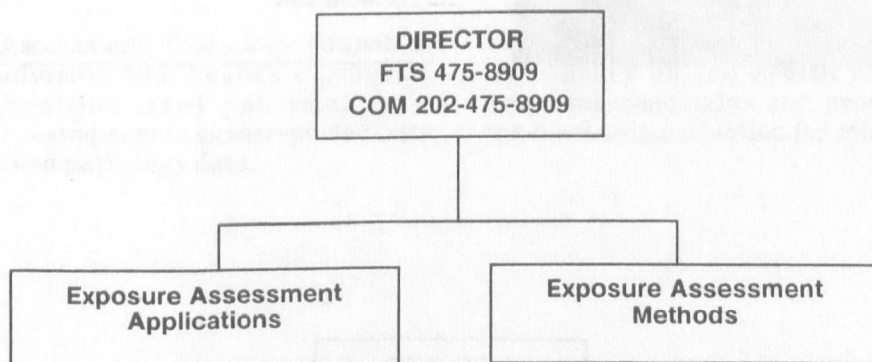 DIRECTOR
FTS 475-8909
COM 202-475-8909
Exposure Assessment
Applications
Exposure Assessment
Methods